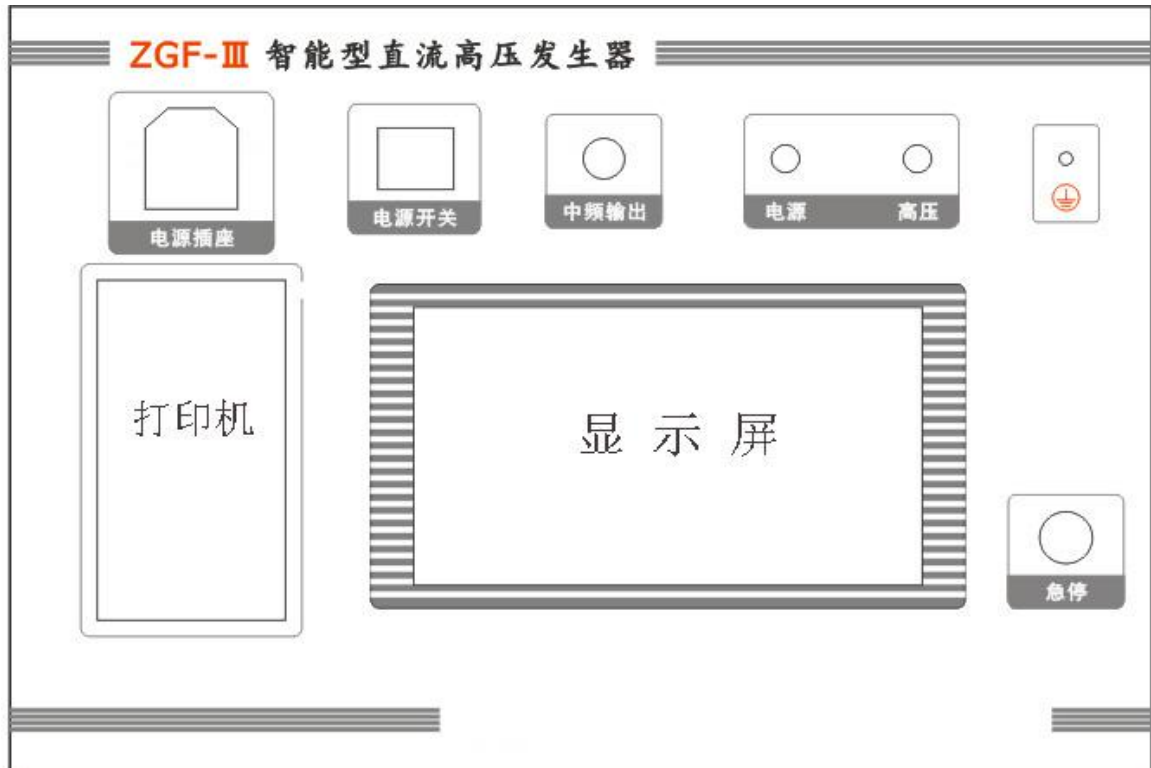 ZGF-Ⅲ 智能型直流高压发生器
电源插座
电源开关
中频输出
电源 高压
打印机
显示屏
急停